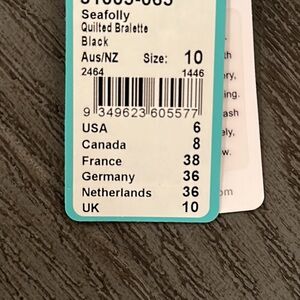 Seafolly
Quilted Bralette
Black
Aus/NZ Size: 10
2464 1446
9 349623 605577
USA 6
Canada 8
France 38
Germany 36
Netherlands 36
UK 10